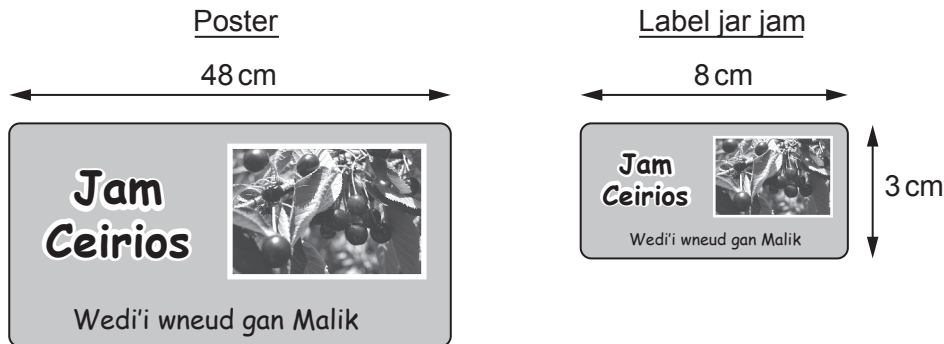 Poster
48 cm
Jam
Ceirios
Wedi'i wneud gan Malik
Label jar jam
8 cm
3 cm
Jam
Ceirios
Wedi'i wneud gan Malik